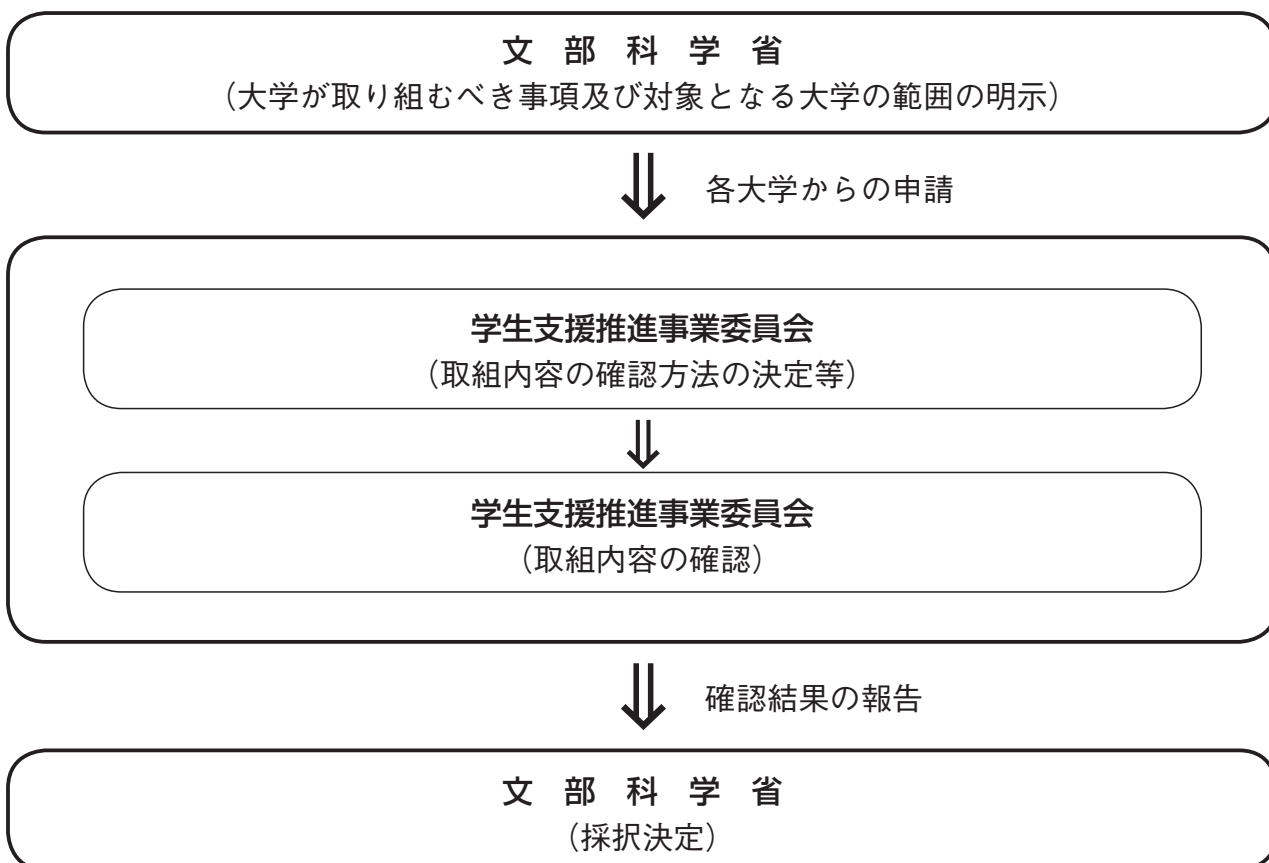 文部科学省
（大学が取り組むべき事項及び対象となる大学の範囲の明示）
各大学からの申請
学生支援推進事業委員会
（取組内容の確認方法の決定等）
学生支援推進事業委員会
（取組内容の確認）
確認結果の報告
文部科学省
（採択決定）